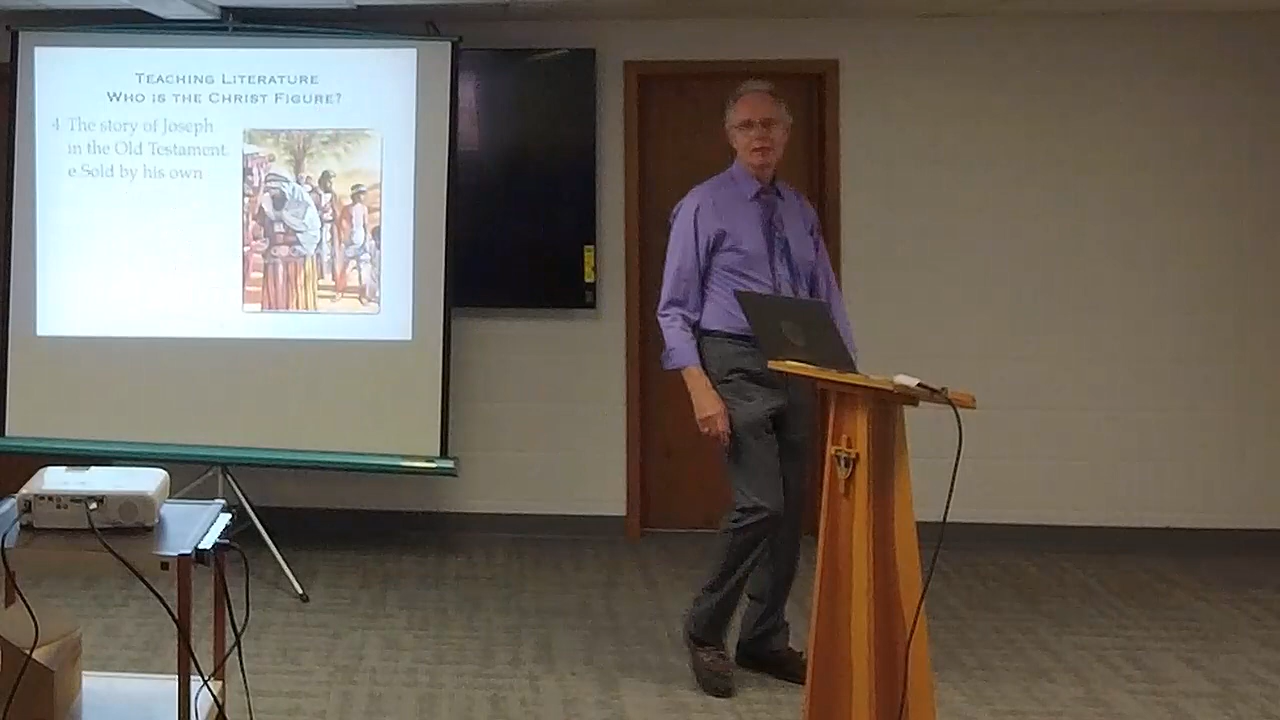 TEACHING LITERATURE
WHO IS THE CHRIST FIGURE?
4 The story of Joseph
in the Old Testament
e Sold by his own